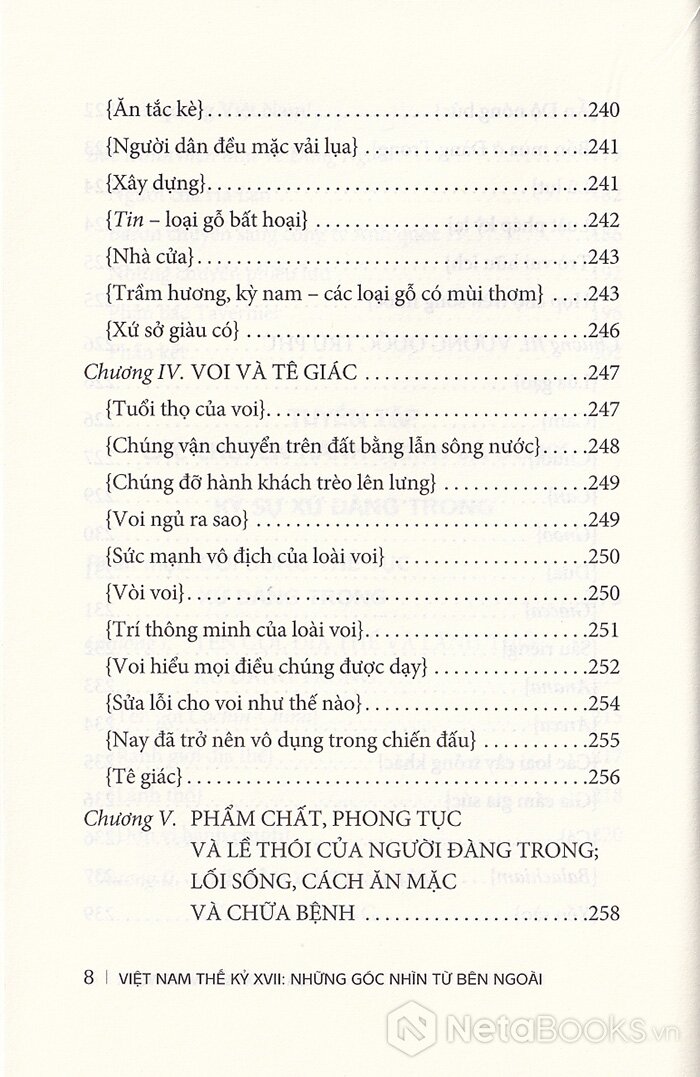 {Ăn tắc kè}.....240
{Người dân đều mặc vải lụa}.....241
{Xây dựng}.....241
{Tin – loại gỗ bất hoại}.....242
{Nhà cửa}.....243
{Trầm hương, kỳ nam – các loại gỗ có mùi thơm}.....243
{Xứ sở giàu có}.....246
Chương IV. VOI VÀ TÊ GIÁC.....247
{Tuổi thọ của voi}.....247
{Chúng vận chuyển trên đất bằng lẫn sông nước}.....248
{Chúng đỡ hành khách trèo lên lưng}.....249
{Voi ngủ ra sao}.....249
{Sức mạnh vô địch của loài voi}.....250
{Vòi voi}.....250
{Trí thông minh của loài voi}.....251
{Voi hiểu mọi điều chúng được dạy}.....252
{Sửa lỗi cho voi như thế nào}.....254
{Nay đã trở nên vô dụng trong chiến đấu}.....255
{Tê giác}.....256
Chương V. PHẨM CHẤT, PHONG TỤC
VÀ LỀ THÓI CỦA NGƯỜI ĐÀNG TRONG;
LỐI SỐNG, CÁCH ĂN MẶC
VÀ CHỮA BỆNH.....258
8 | VIỆT NAM THẾ KỶ XVII: NHỮNG GÓC NHÌN TỪ BÊN NGOÀI
NetaBooks.vn